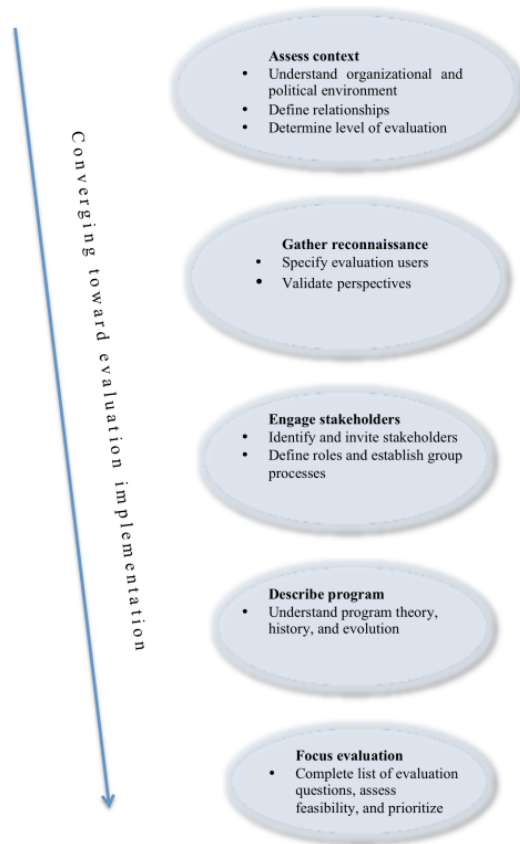 Assess context
• Understand organizational and
political environment
• Define relationships
• Determine level of evaluation
Converging toward evaluation implementation
Gather reconnaissance
• Specify evaluation users
• Validate perspectives
Engage stakeholders
• Identify and invite stakeholders
• Define roles and establish group
processes
Describe program
• Understand program theory,
history, and evolution
Focus evaluation
• Complete list of evaluation
questions, assess
feasibility, and prioritize